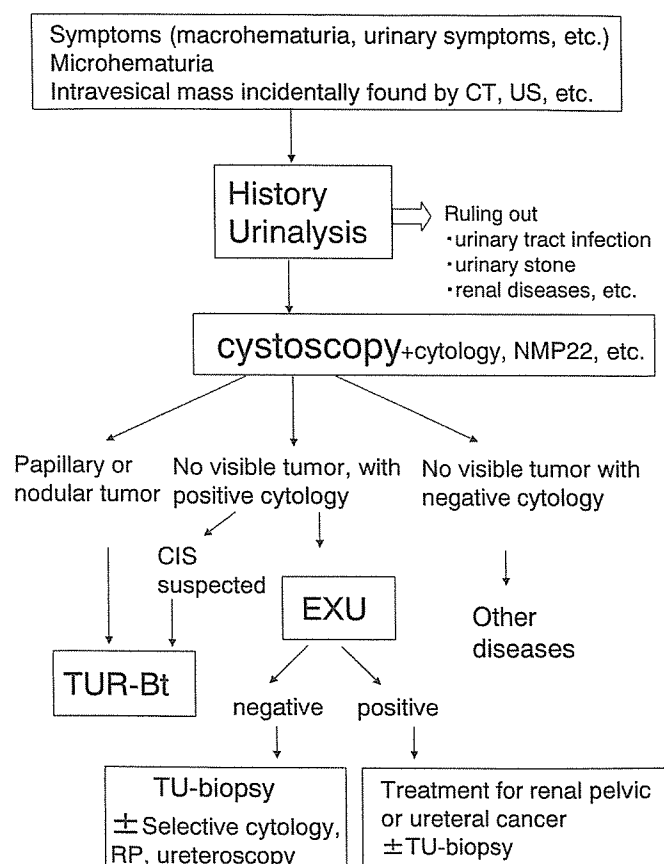 Symptoms (macrohematuria, urinary symptoms, etc.)
Microhematuria
Intravesical mass incidentally found by CT, US, etc.
History
Urinalysis
Ruling out
・urinary tract infection
・urinary stone
・renal diseases, etc.
cystoscopy+cytology, NMP22, etc.
Papillary or
nodular tumor
No visible tumor, with
positive cytology
No visible tumor with
negative cytology
CIS
suspected
EXU
Other
diseases
TUR-Bt
negative
positive
TU-biopsy
±Selective cytology,
RP, ureteroscopy
Treatment for renal pelvic
or ureteral cancer
±TU-biopsy